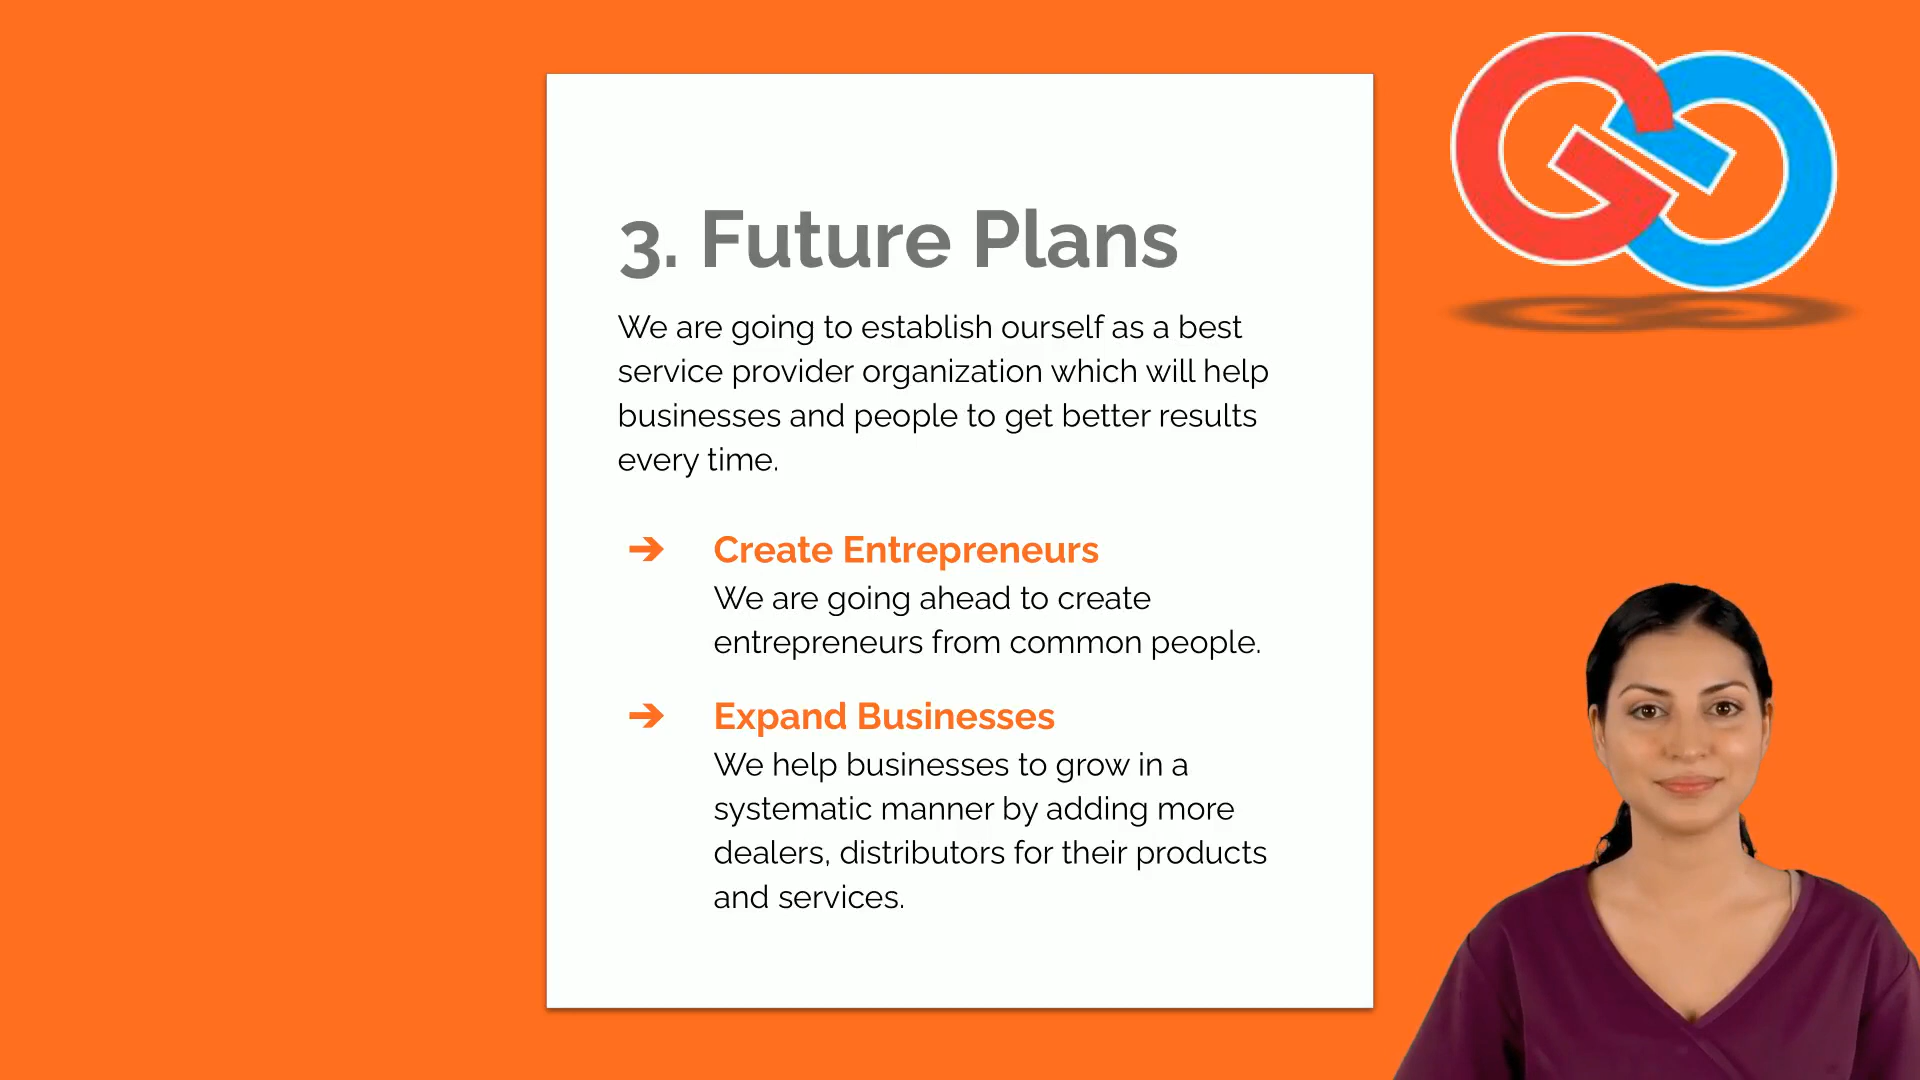 3. Future Plans
We are going to establish ourself as a best
service provider organization which will help
businesses and people to get better results
every time.
➔ Create Entrepreneurs
We are going ahead to create
entrepreneurs from common people.
➔ Expand Businesses
We help businesses to grow in a
systematic manner by adding more
dealers, distributors for their products
and services.